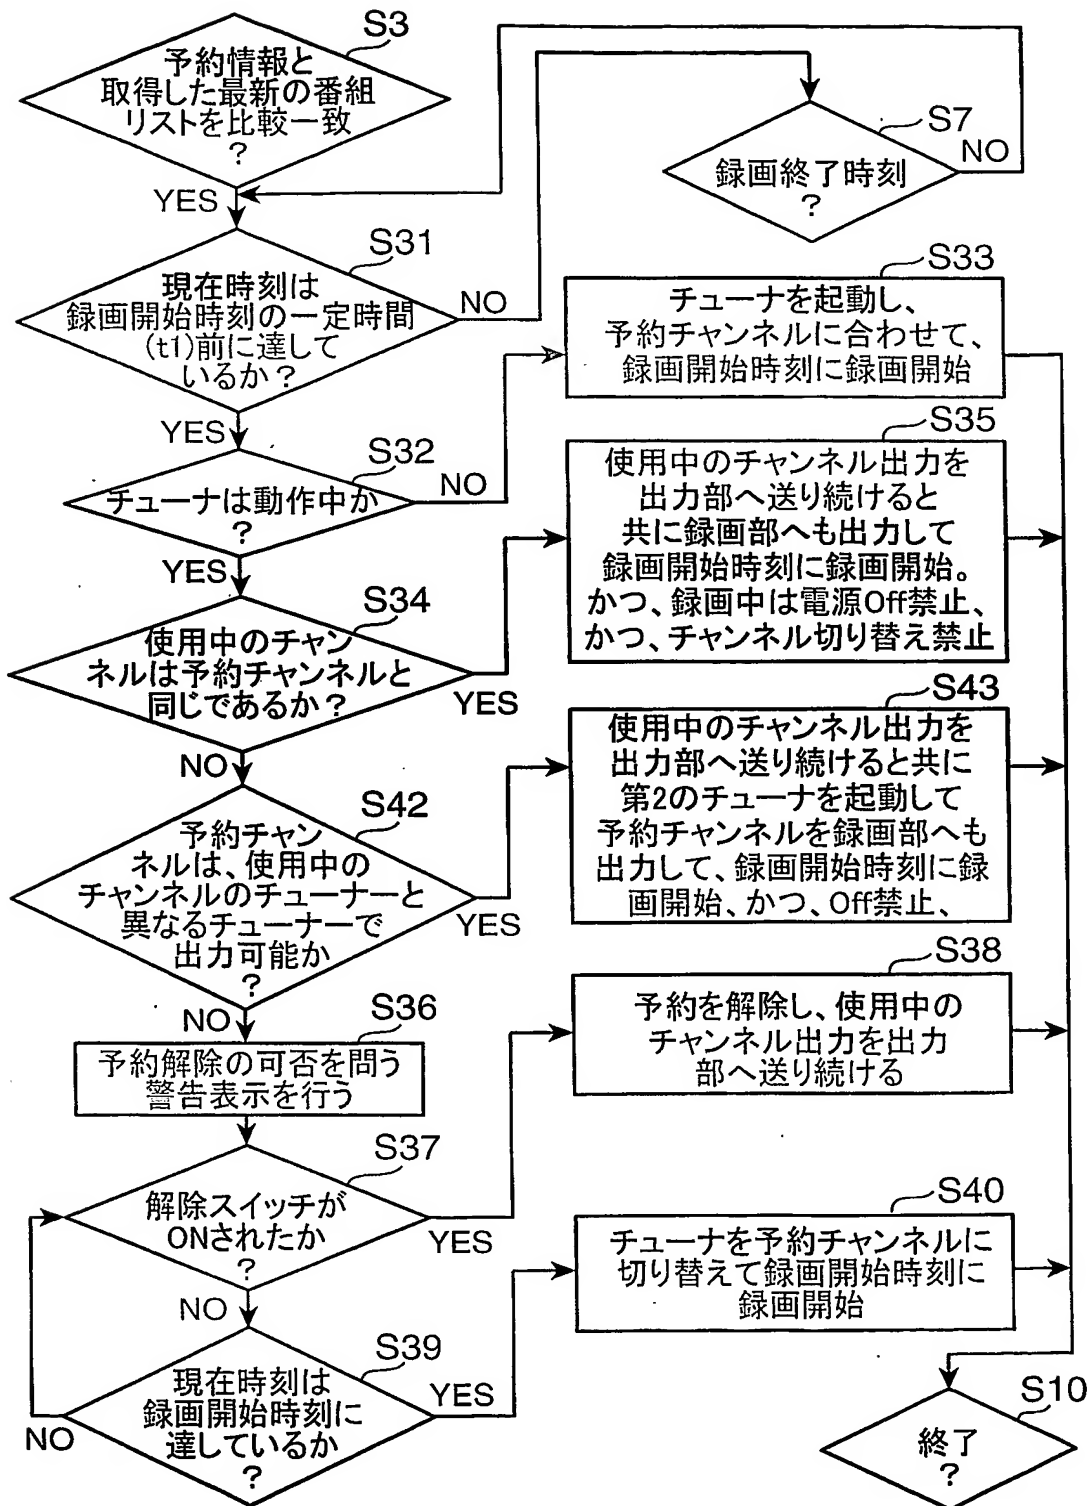 S3
予約情報と
取得した最新の番組
リストを比較一致
?
YES
S7
録画終了時刻
?
NO
S31
現在時刻は
録画開始時刻の一定時間
(t1)前に達して
いるか?
NO
YES
S33
チューナを起動し、
予約チャンネルに合わせて、
録画開始時刻に録画開始
S32
チューナは動作中か
?
NO
YES
S35
使用中のチャンネル出力を
出力部へ送り続けると
共に録画部へも出力して
録画開始時刻に録画開始。
かつ、録画中は電源Off禁止、
かつ、チャンネル切り替え禁止
S34
使用中のチャン
ネルは予約チャンネルと
同じであるか?
YES
NO
S43
使用中のチャンネル出力を
出力部へ送り続けると共に
第2のチューナを起動して
予約チャンネルを録画部へも
出力して、録画開始時刻に録
画開始、かつ、Off禁止、
S42
予約チャン
ネルは、使用中の
チャンネルのチューナーと
異なるチューナーで
出力可能か
?
YES
NO
S36
予約解除の可否を問う
警告表示を行う
S38
予約を解除し、使用中の
チャンネル出力を出力
部へ送り続ける
S37
解除スイッチが
ONされたか
?
YES
NO
S40
チューナを予約チャンネルに
切り替えて録画開始時刻に
録画開始
S39
現在時刻は
録画開始時刻に
達しているか
?
YES
NO
S10
終了
?